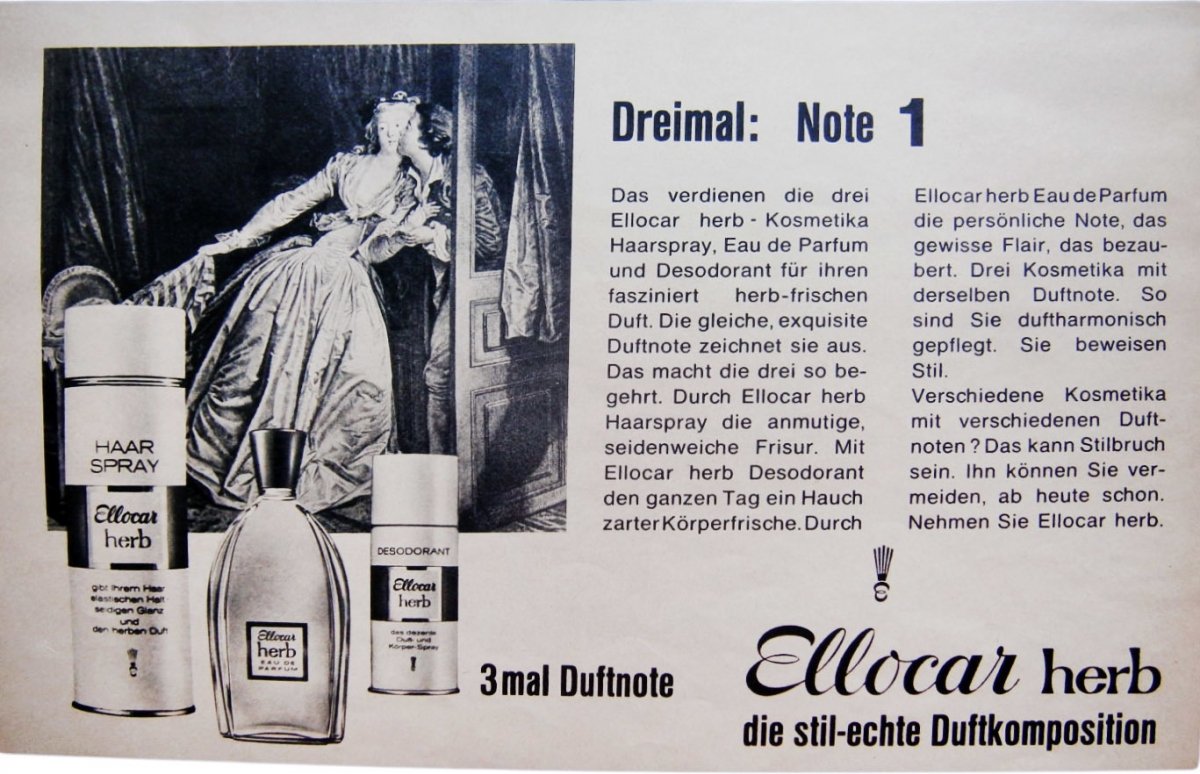 Dreimal: Note 1
Das verdienen die drei
Ellocar herb - Kosmetika
Haarspray, Eau de Parfum
und Desodorant für ihren
fasziniert herb-frischen
Duft. Die gleiche, exquisite
Duftnote zeichnet sie aus.
Das macht die drei so be-
gehrt. Durch Ellocar herb
Haarspray die anmutige,
seidenweiche Frisur. Mit
Ellocar herb Desodorant
den ganzen Tag ein Hauch
zarter Körperfrische. Durch
Ellocar herb Eau de Parfum
die persönliche Note, das
gewisse Flair, das bezau-
bert. Drei Kosmetika mit
derselben Duftnote. So
sind Sie duftharmonisch
gepflegt. Sie beweisen
Stil.
Verschiedene Kosmetika
mit verschiedenen Duft-
noten? Das kann Stilbruch
sein. Ihn können Sie ver-
meiden, ab heute schon.
Nehmen Sie Ellocar herb.
HAAR
SPRAY
Ellocar
herb
gibt Ihrem Haar
elastischen Halt
seidigen Glanz
und
den herben Duft
Ellocar
herb
EAU DE
PARFUM
DESODORANT
Ellocar
herb
das dezente
Duft- und
Körper-Spray
3mal Duftnote
Ellocar herb
die stil-echte Duftkomposition